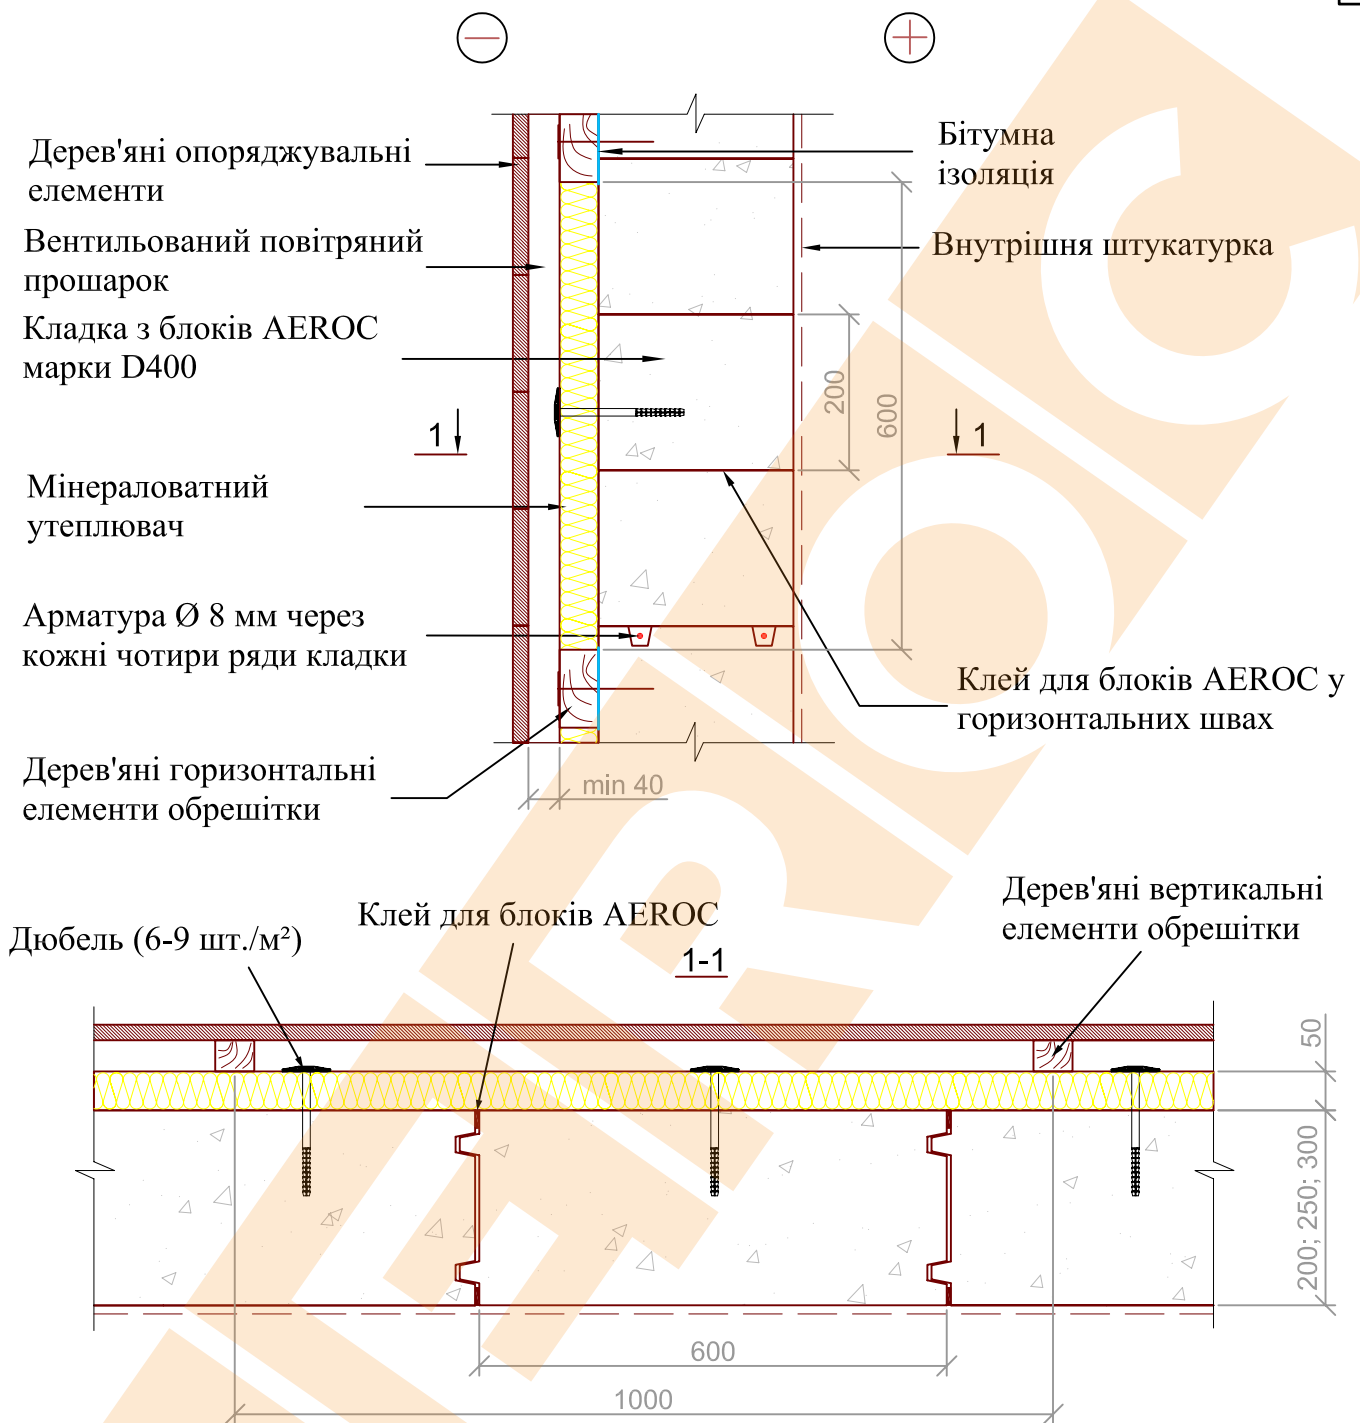 Дерев'яні опоряджувальні
елементи
Вентильований повітряний
прошарок
Кладка з блоків AEROC
марки D400
Мінераловатний
утеплювач
Арматура Ø 8 мм через
кожні чотири ряди кладки
Дерев'яні горизонтальні
елементи обрешітки
Бітумна
ізоляція
Внутрішня штукатурка
200
600
1
1
Клей для блоків AEROC у
горизонтальних швах
min 40
Дюбель (6-9 шт./м²)
Клей для блоків AEROC
1-1
Дерев'яні вертикальні
елементи обрешітки
50
200; 250; 300
600
1000
AEROC